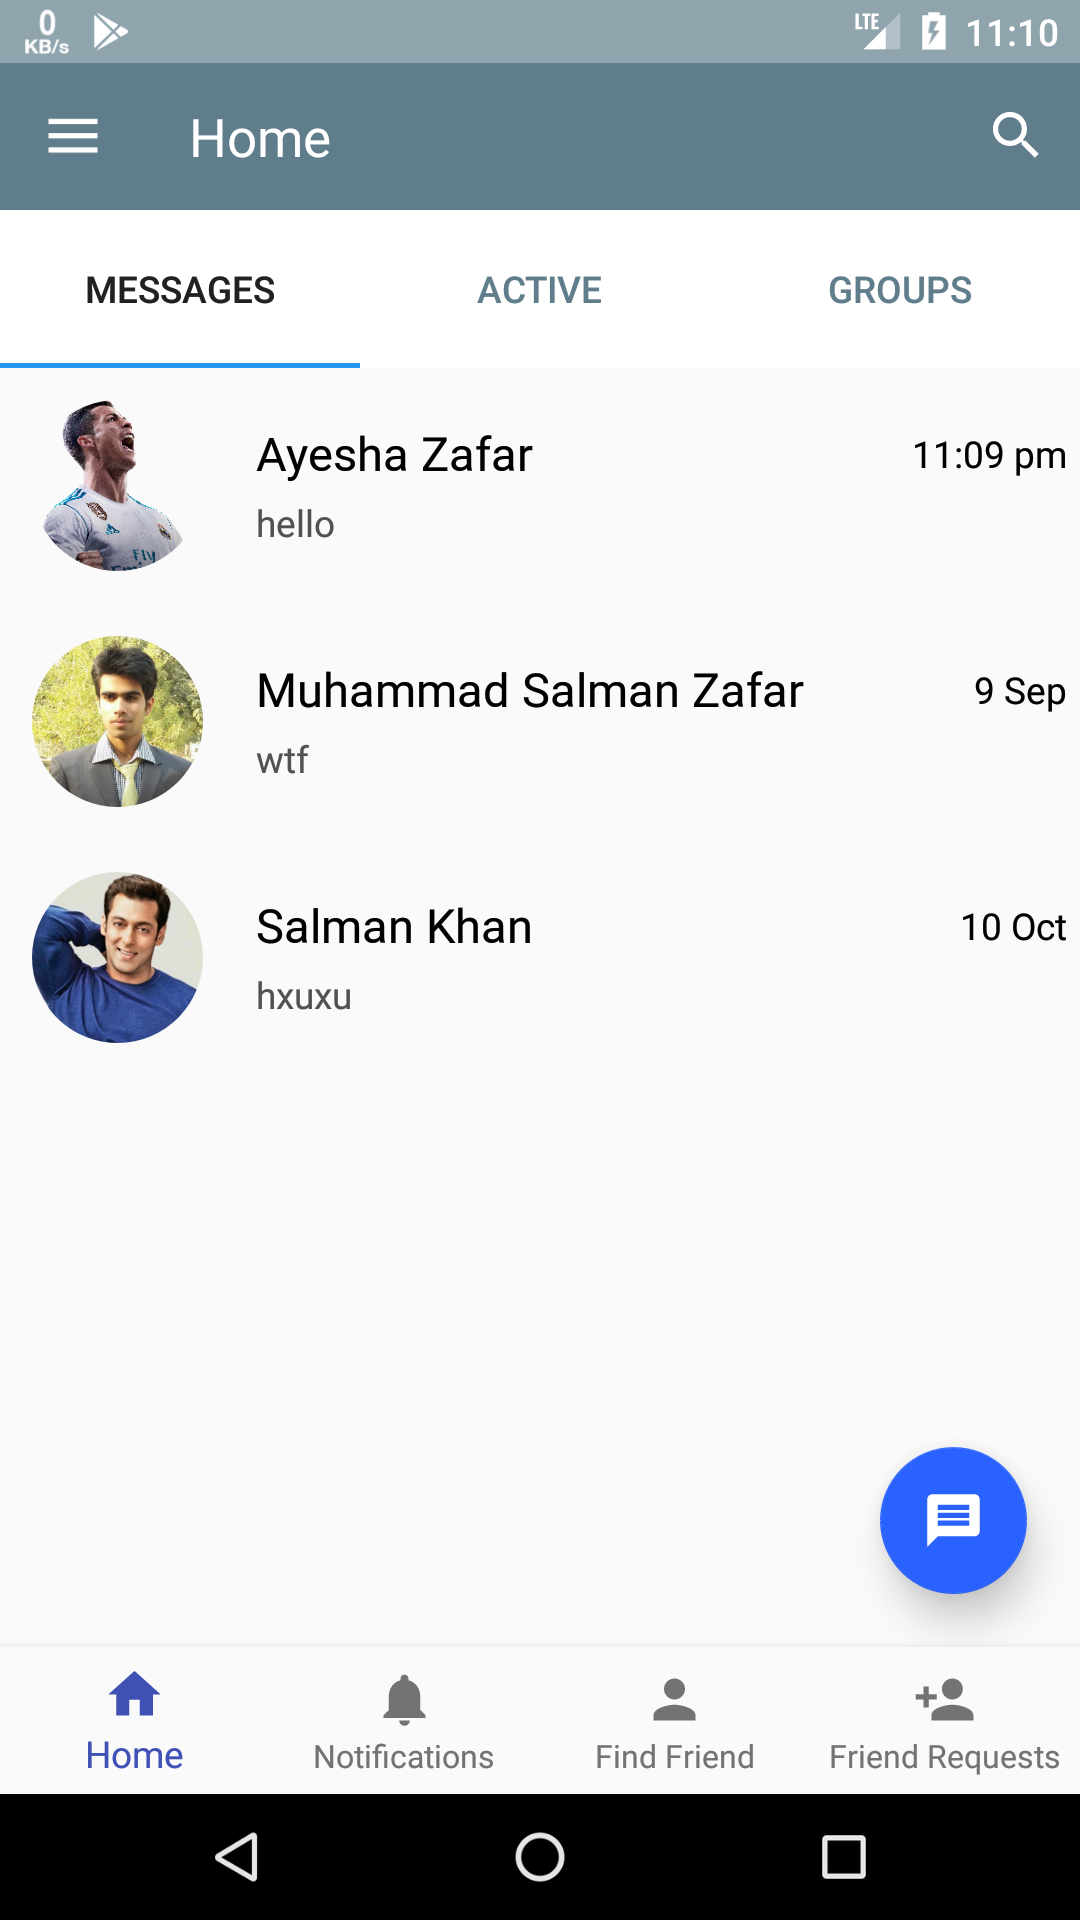 0
KB/s
LTE
11:10
Home
MESSAGES
ACTIVE
GROUPS
Ayesha Zafar
11:09 pm
hello
Muhammad Salman Zafar
9 Sep
wtf
Salman Khan
10 Oct
hxuxu
Home
Notifications
Find Friend
Friend Requests